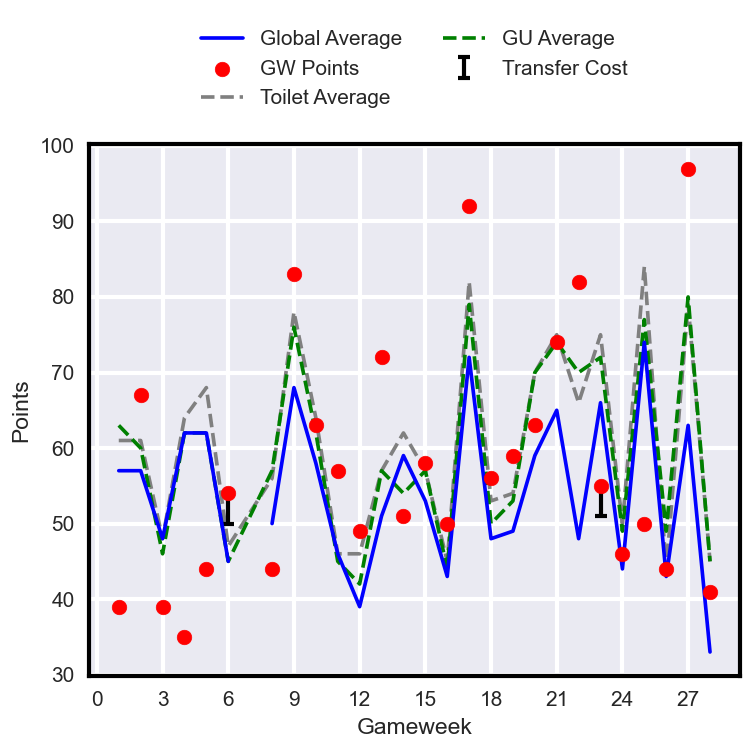 Global Average
GW Points
Toilet Average
GU Average
Transfer Cost
100
90
80
70
60
50
40
30
Points
0 3 6 9 12 15 18 21 24 27
Gameweek